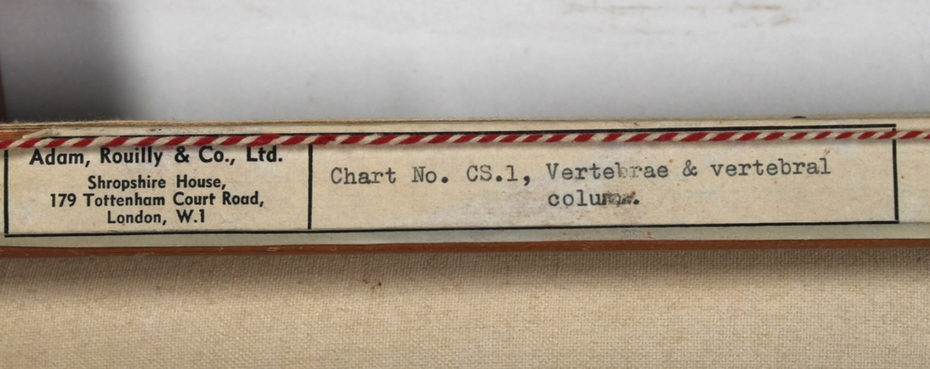 Adam, Rouilly & Co., Ltd.
Shropshire House,
179 Tottenham Court Road,
London, W.1
Chart No. CS.1, Vertebrae & vertebral
column.